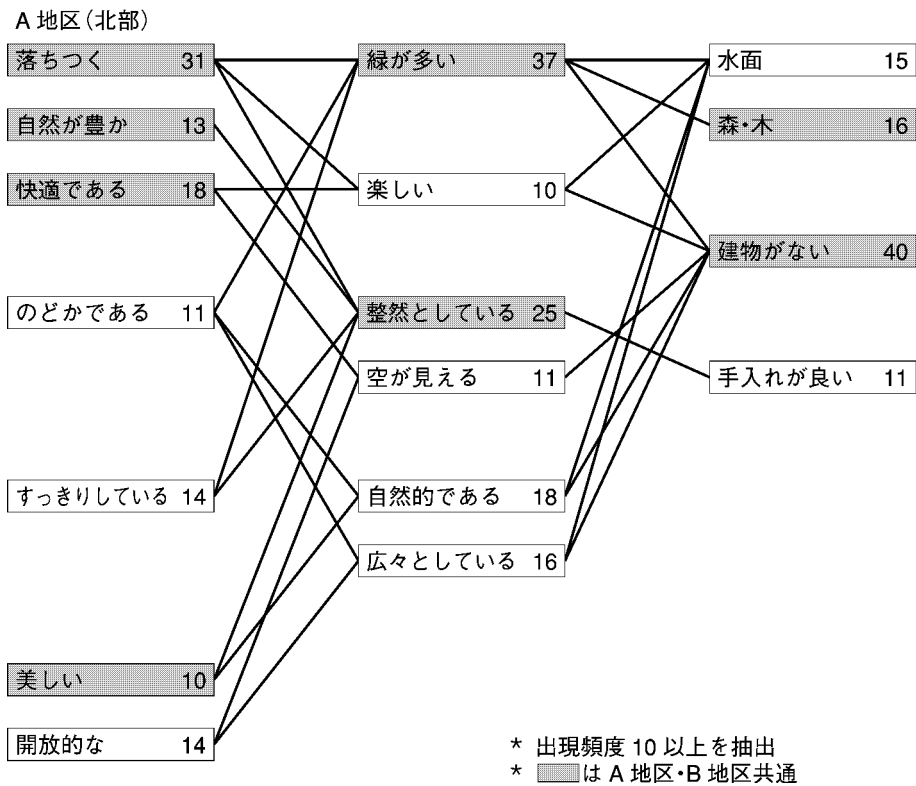 A 地区（北部）
落ちつく 31
自然が豊か 13
快適である 18
のどかである 11
すっきりしている 14
美しい 10
開放的な 14
緑が多い 37
楽しい 10
整然としている 25
空が見える 11
自然的である 18
広々としている 16
水面 15
森・木 16
建物がない 40
手入れが良い 11
* 出現頻度 10 以上を抽出
* は A 地区・B 地区共通